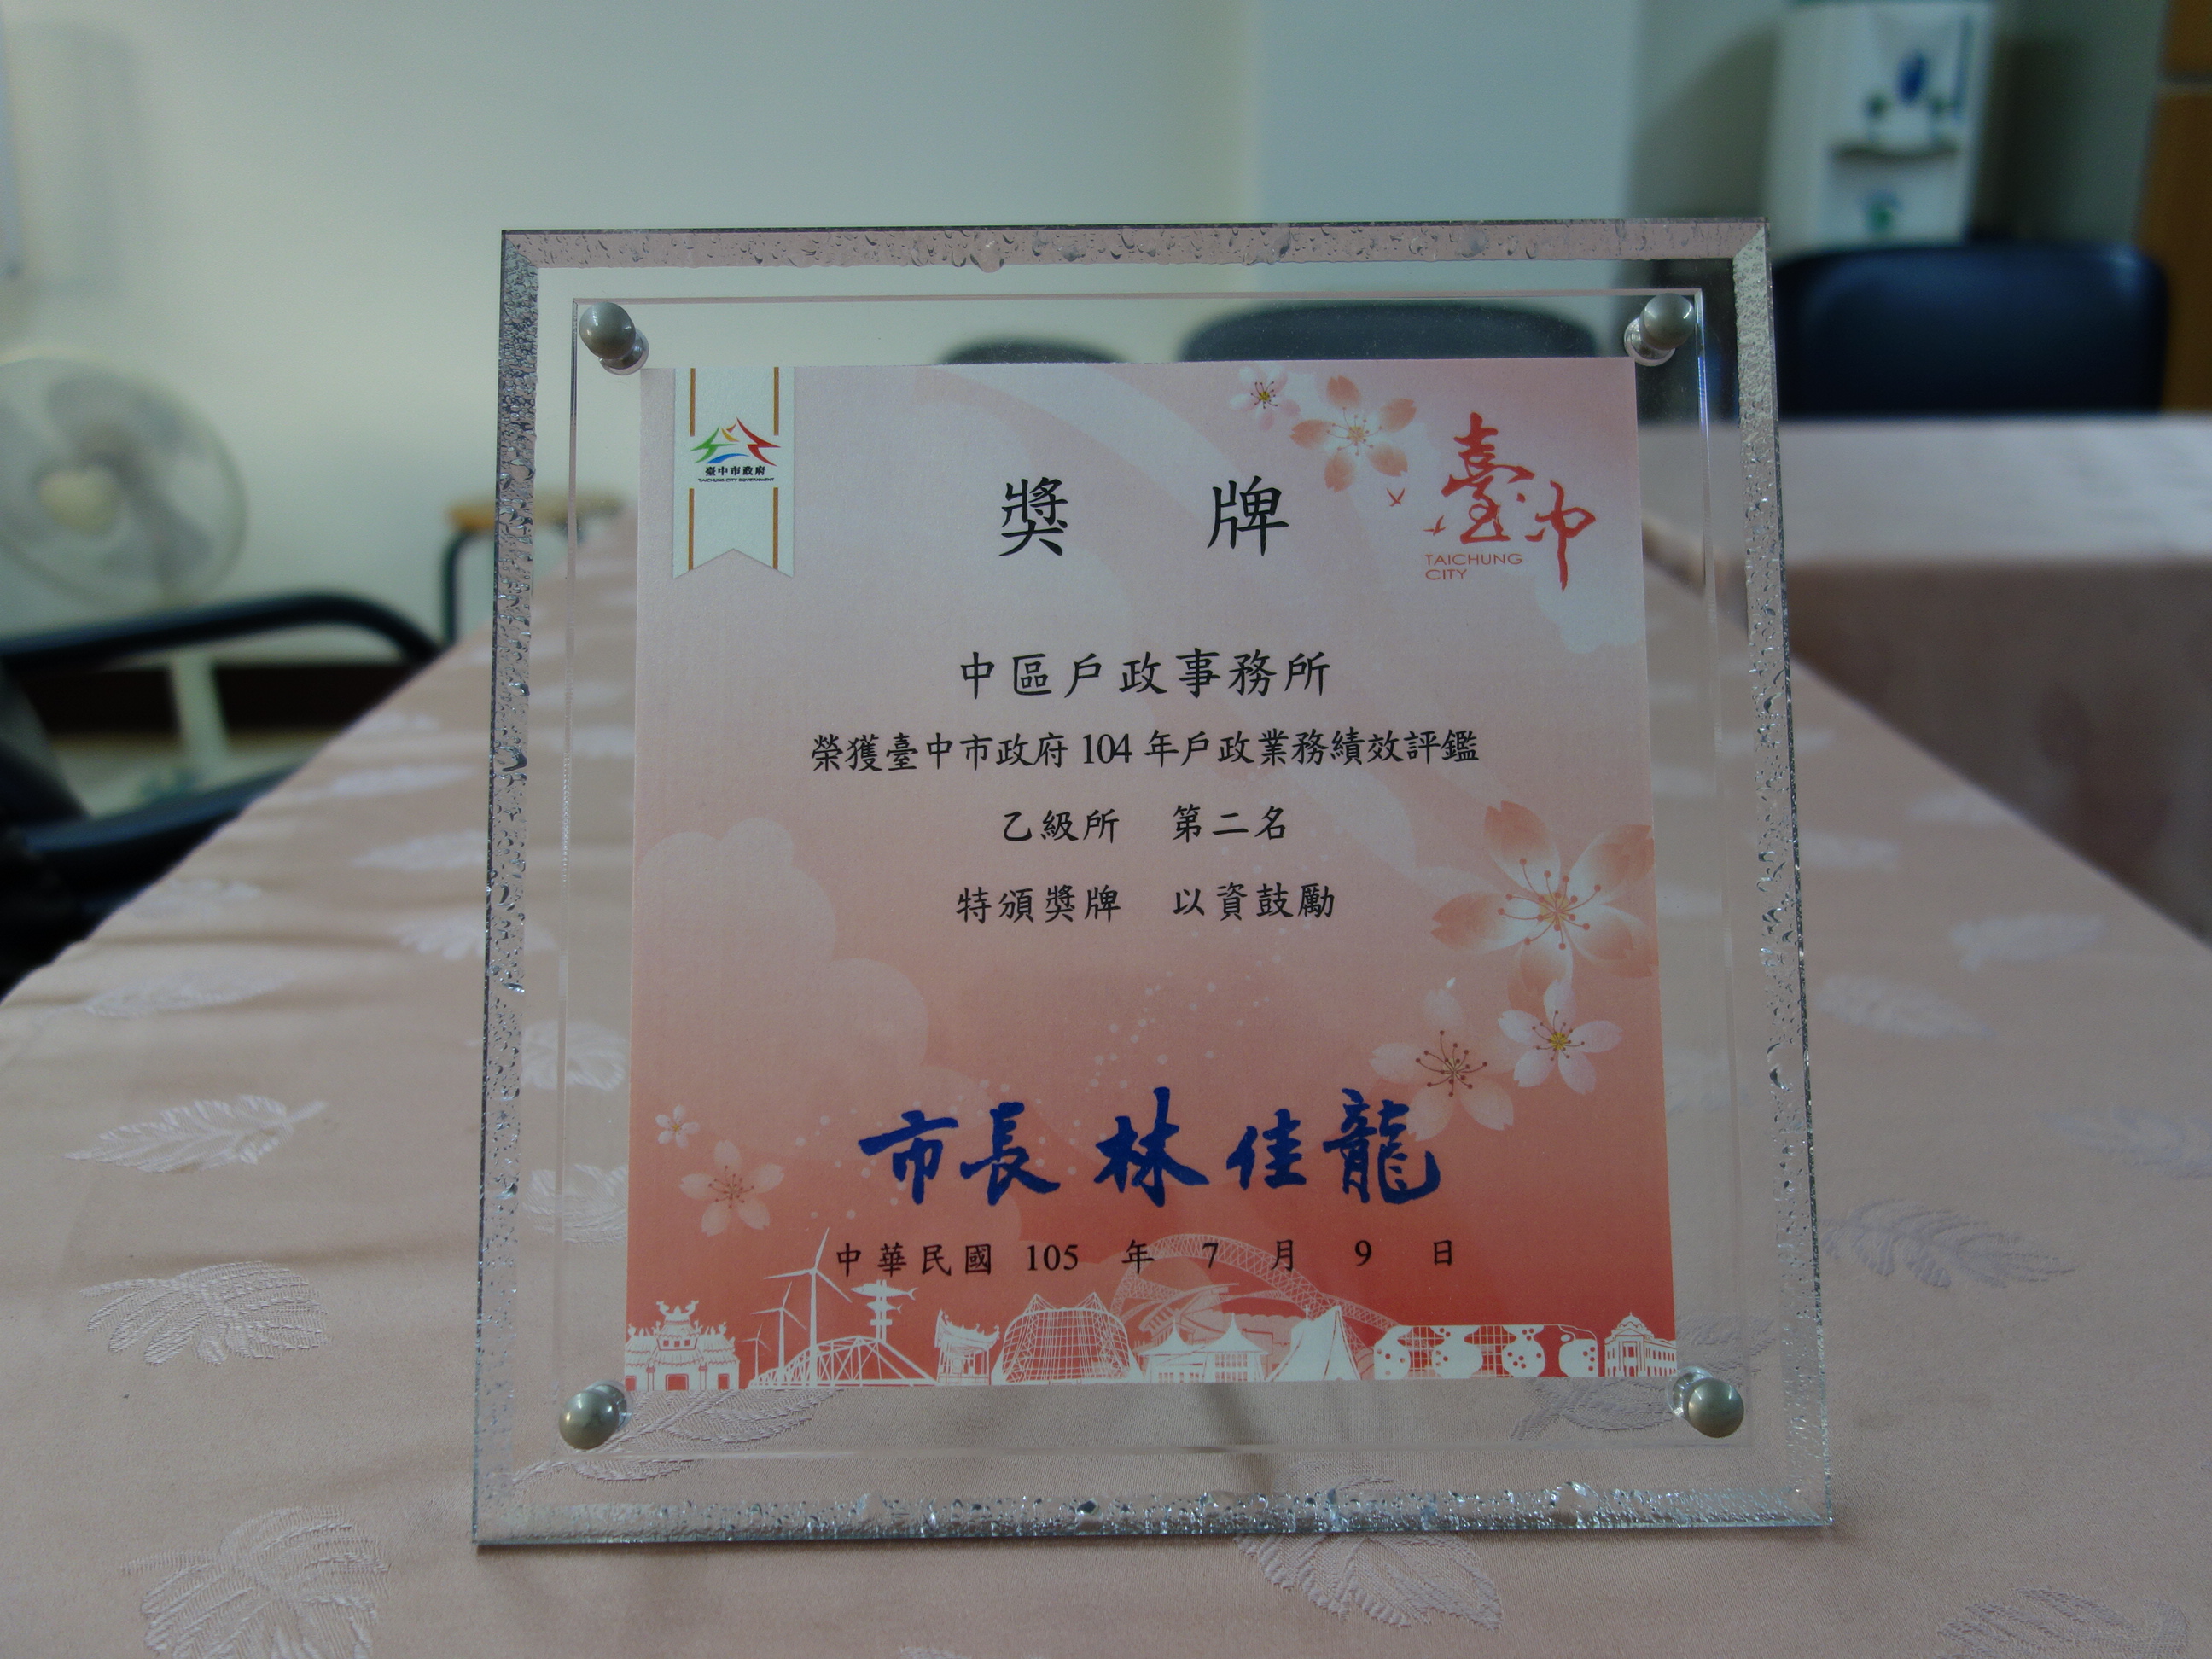 臺中市政府
TAICHUNG CITY GOVERNMENT
臺中
TAICHUNG
CITY
獎 牌
中區戶政事務所
榮獲臺中市政府 104 年戶政業務績效評鑑
乙級所 第二名
特頒獎牌 以資鼓勵
市長 林佳龍
中華民國 105 年 7 月 9 日